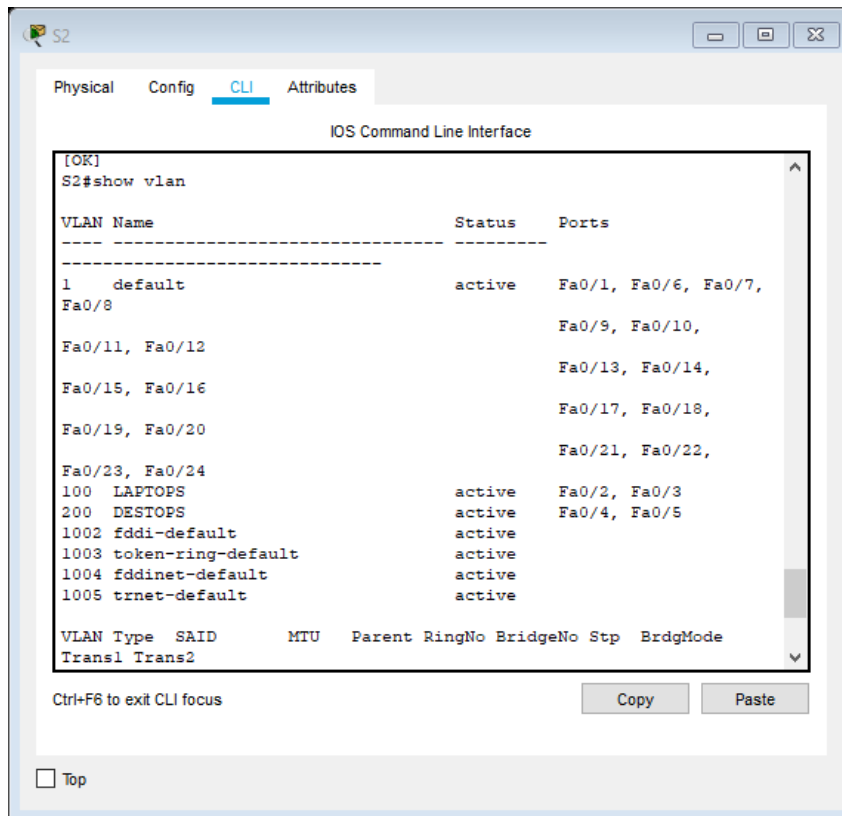 S2
Physical Config CLI Attributes
IOS Command Line Interface
[OK]
S2#show vlan
VLAN Name                             Status    Ports
---- -------------------------------- ---------
-------------------------------
1    default                          active    Fa0/1, Fa0/6, Fa0/7,
Fa0/8
                                                Fa0/9, Fa0/10,
Fa0/11, Fa0/12
                                                Fa0/13, Fa0/14,
Fa0/15, Fa0/16
                                                Fa0/17, Fa0/18,
Fa0/19, Fa0/20
                                                Fa0/21, Fa0/22,
Fa0/23, Fa0/24
100  LAPTOPS                          active    Fa0/2, Fa0/3
200  DESTOPS                          active    Fa0/4, Fa0/5
1002 fddi-default                     active
1003 token-ring-default               active
1004 fddinet-default                  active
1005 trnet-default                    active
VLAN Type  SAID       MTU   Parent RingNo BridgeNo Stp  BrdgMode
Trans1 Trans2
Ctrl+F6 to exit CLI focus
Copy Paste
Top